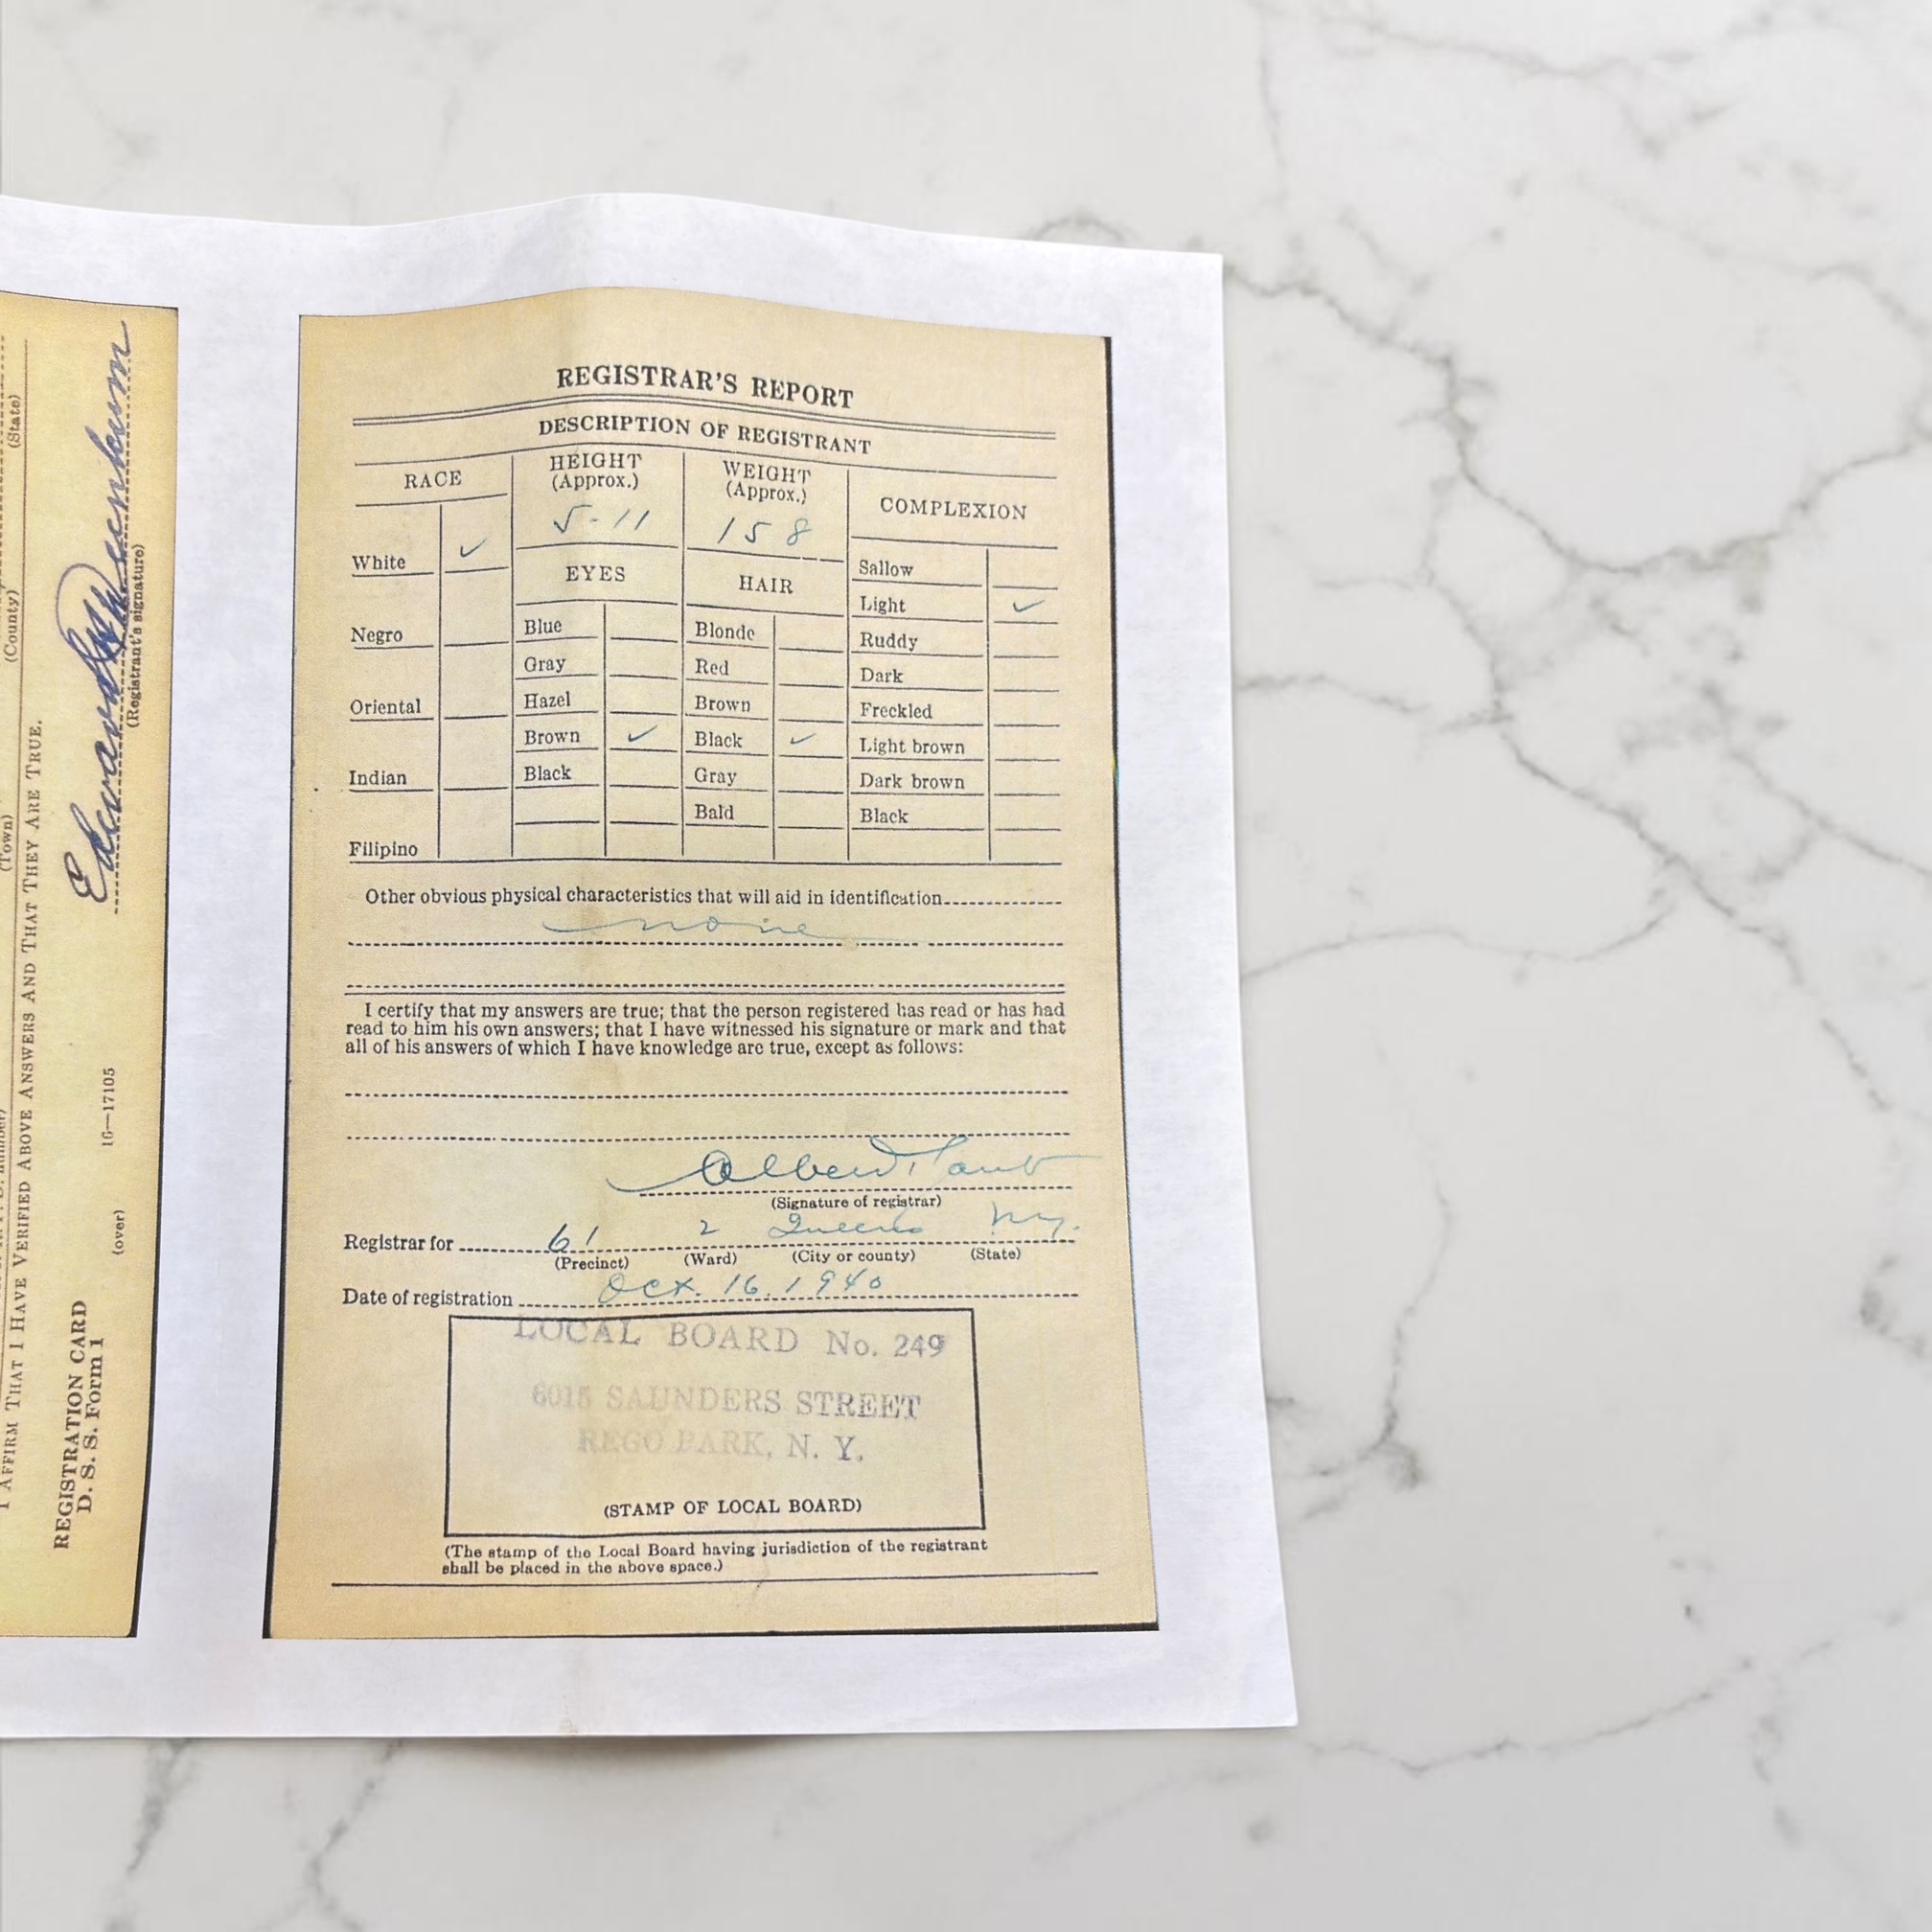 (State)
(County)
(Town)
I AFFIRM THAT I HAVE VERIFIED ABOVE ANSWERS AND THAT THEY ARE TRUE.
Edward
(Registrant's signature)
REGISTRATION CARD
D. S. S. Form 1
(over)
16—17105
REGISTRAR'S REPORT
DESCRIPTION OF REGISTRANT
RACE
HEIGHT
(Approx.)
WEIGHT
(Approx.)
COMPLEXION
5-11
158
White ✓
EYES
HAIR
Sallow
Light ✓
Negro
Blue
Blonde
Ruddy
Gray
Red
Dark
Oriental
Hazel
Brown
Freckled
Brown ✓
Black ✓
Light brown
Indian
Black
Gray
Dark brown
Bald
Black
Filipino
Other obvious physical characteristics that will aid in identification
none
I certify that my answers are true; that the person registered has read or has had
read to him his own answers; that I have witnessed his signature or mark and that
all of his answers of which I have knowledge are true, except as follows:
Albert
(Signature of registrar)
Registrar for 61 2 Queens N.Y.
(Precinct) (Ward) (City or county) (State)
Date of registration Oct. 16. 1940
LOCAL BOARD No. 249
6015 SAUNDERS STREET
REGO PARK, N. Y.
(STAMP OF LOCAL BOARD)
(The stamp of the Local Board having jurisdiction of the registrant
shall be placed in the above space.)